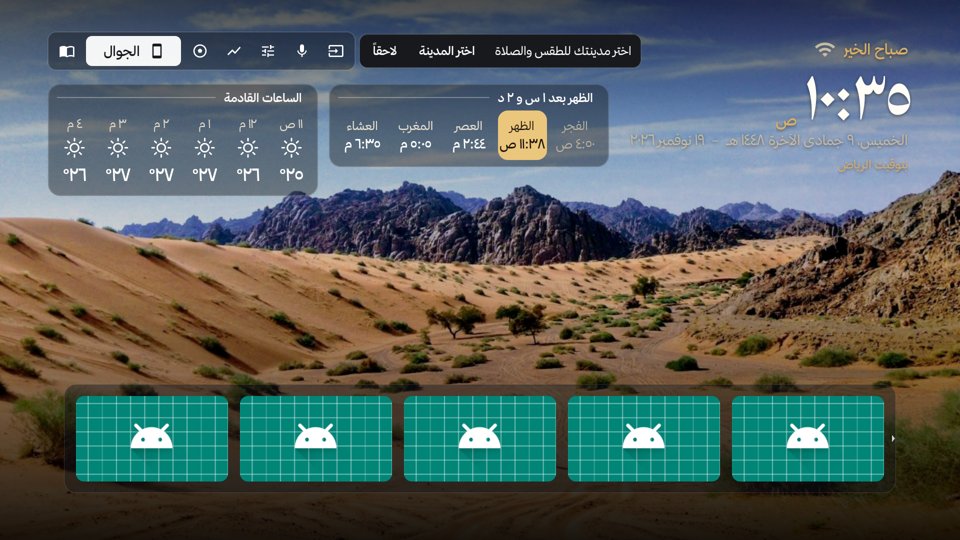 صباح الخير
١٠:٣٥ ص
الخميس، ٩ جمادى الآخرة ١٤٤٨ هـ - ١٩ نوفمبر ٢٠٢٦
بتوقيت الرياض
اختر مدينتك للطقس والصلاة
اختر المدينة
لاحقاً
الجوال
الظهر بعد ١ س و ٢ د
الفجر
٤:٥٠ ص
الظهر
١١:٣٨ ص
العصر
٢:٤٤ م
المغرب
٥:٠٥ م
العشاء
٦:٣٥ م
الساعات القادمة
١١ ص ١٢ م ١ م ٢ م ٣ م ٤ م
٢٥° ٢٦° ٢٧° ٢٧° ٢٧° ٢٦°